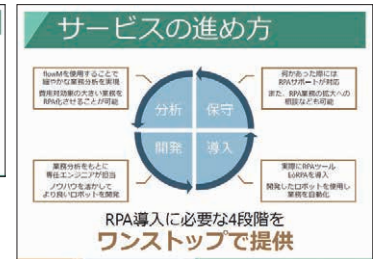 サービスの進め方
flowMを使用することで
細やかな業務分析を実現
費用対効果の大きい業務を
RPA化させることが可能
何かあった際には
RPAサポートが対応
また、RPA業務の拡大への
相談なども可能
分析
保守
開発
導入
業務分析をもとに
専任エンジニアが担当
ノウハウを活かして
より良いロボットを開発
実際にRPAツール
LoRPAを導入
開発したロボットを使用し
業務を自動化
RPA導入に必要な4段階を
ワンストップで提供